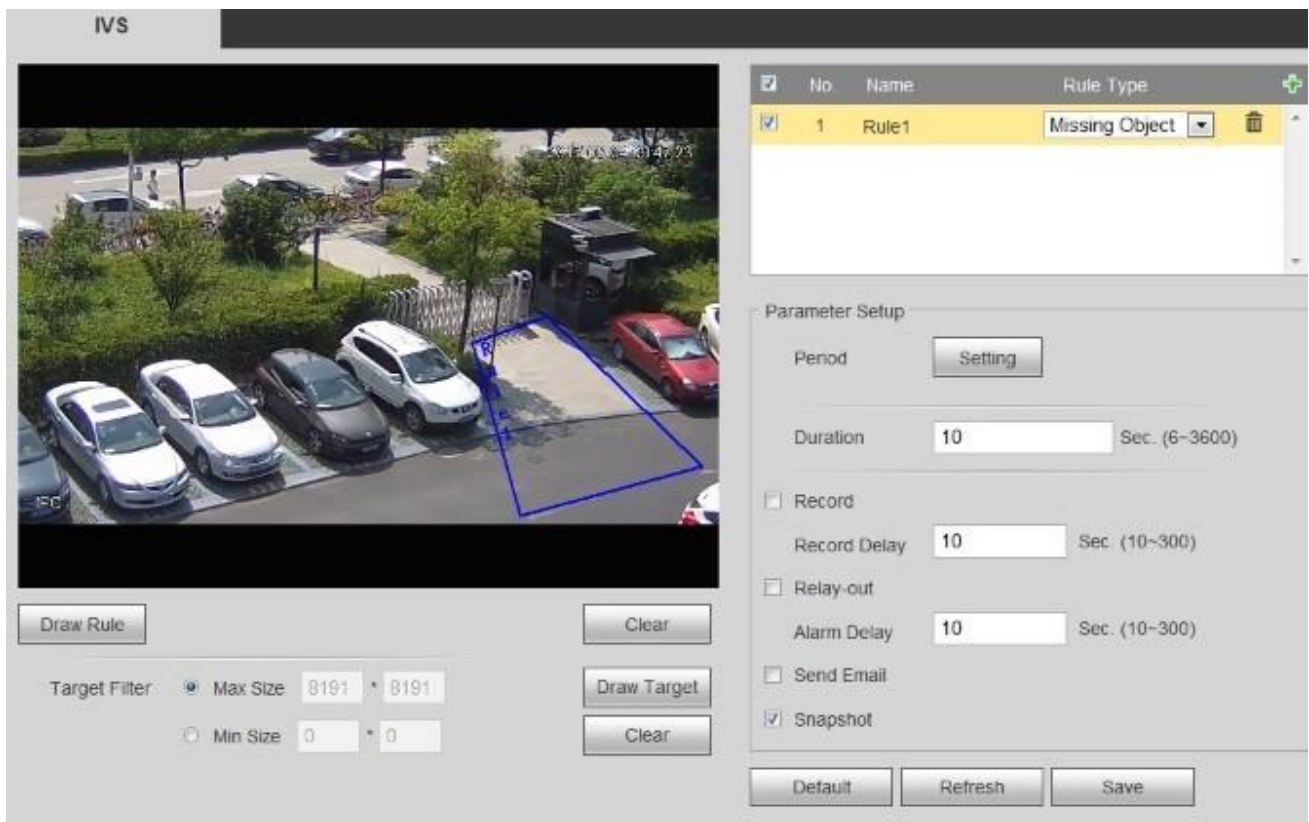 IVS
No. Name Rule Type
1 Rule1 Missing Object
IPC
Draw Rule
Clear
Target Filter
Max Size 8191 * 8191
Draw Target
Min Size 0 * 0
Clear
Parameter Setup
Period Setting
Duration 10 Sec. (6~3600)
Record
Record Delay 10 Sec. (10~300)
Relay-out
Alarm Delay 10 Sec. (10~300)
Send Email
Snapshot
Default Refresh Save